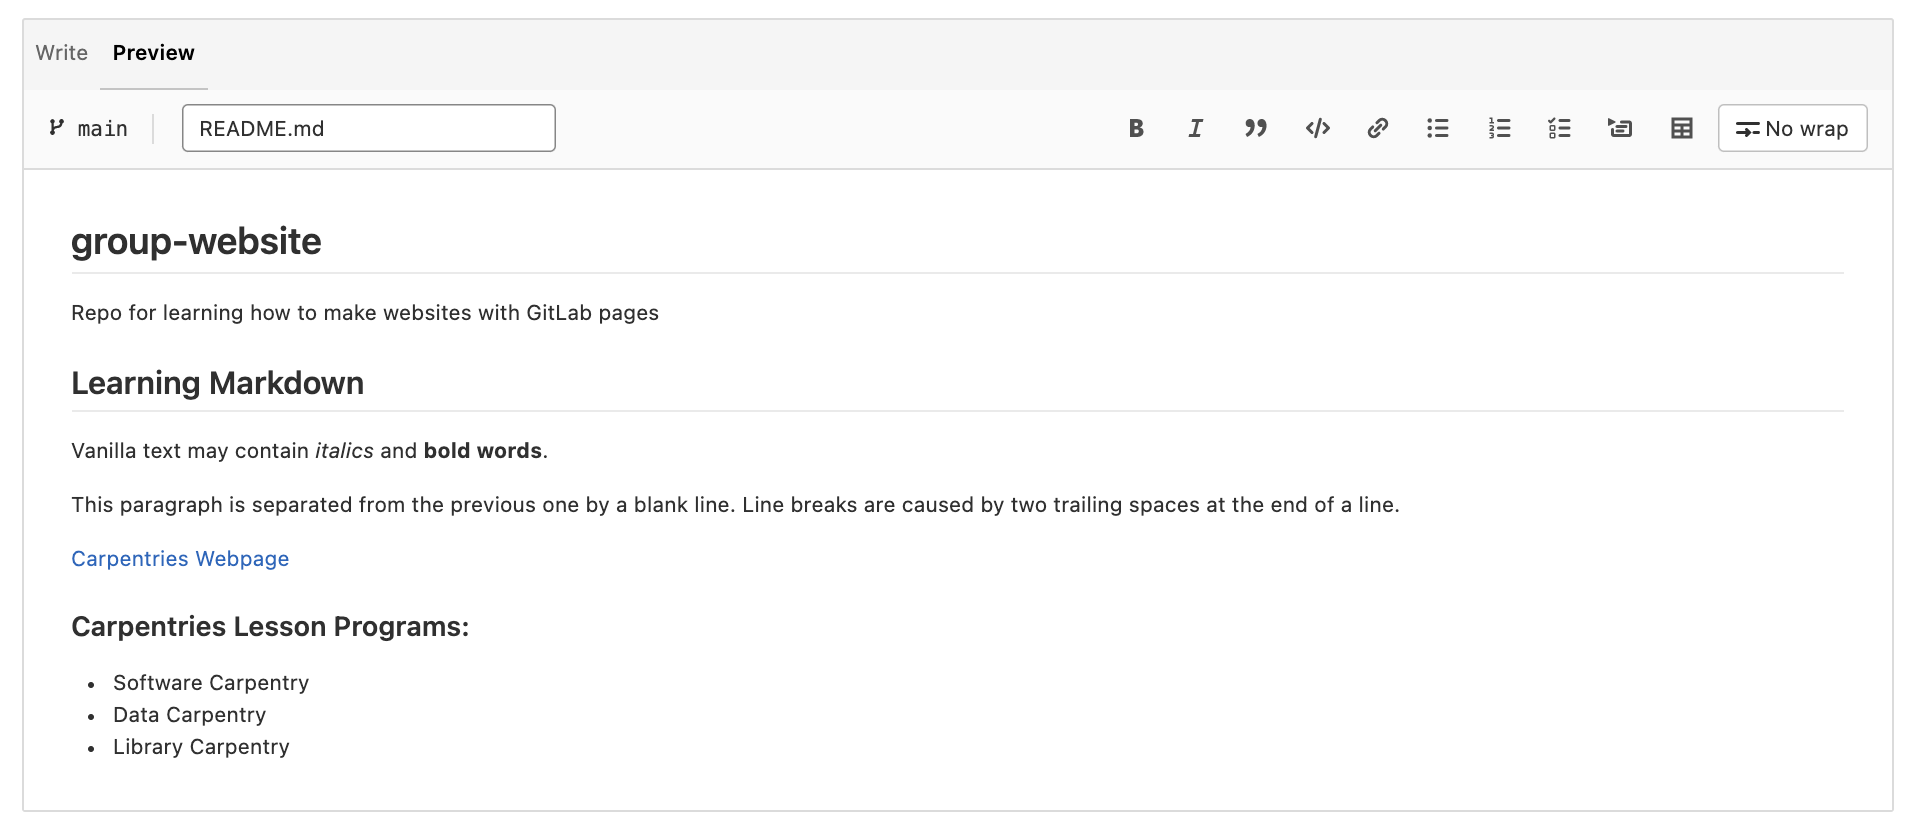 Write Preview
main README.md No wrap
group-website
Repo for learning how to make websites with GitLab pages
Learning Markdown
Vanilla text may contain italics and bold words.
This paragraph is separated from the previous one by a blank line. Line breaks are caused by two trailing spaces at the end of a line.
Carpentries Webpage
Carpentries Lesson Programs:
• Software Carpentry
• Data Carpentry
• Library Carpentry